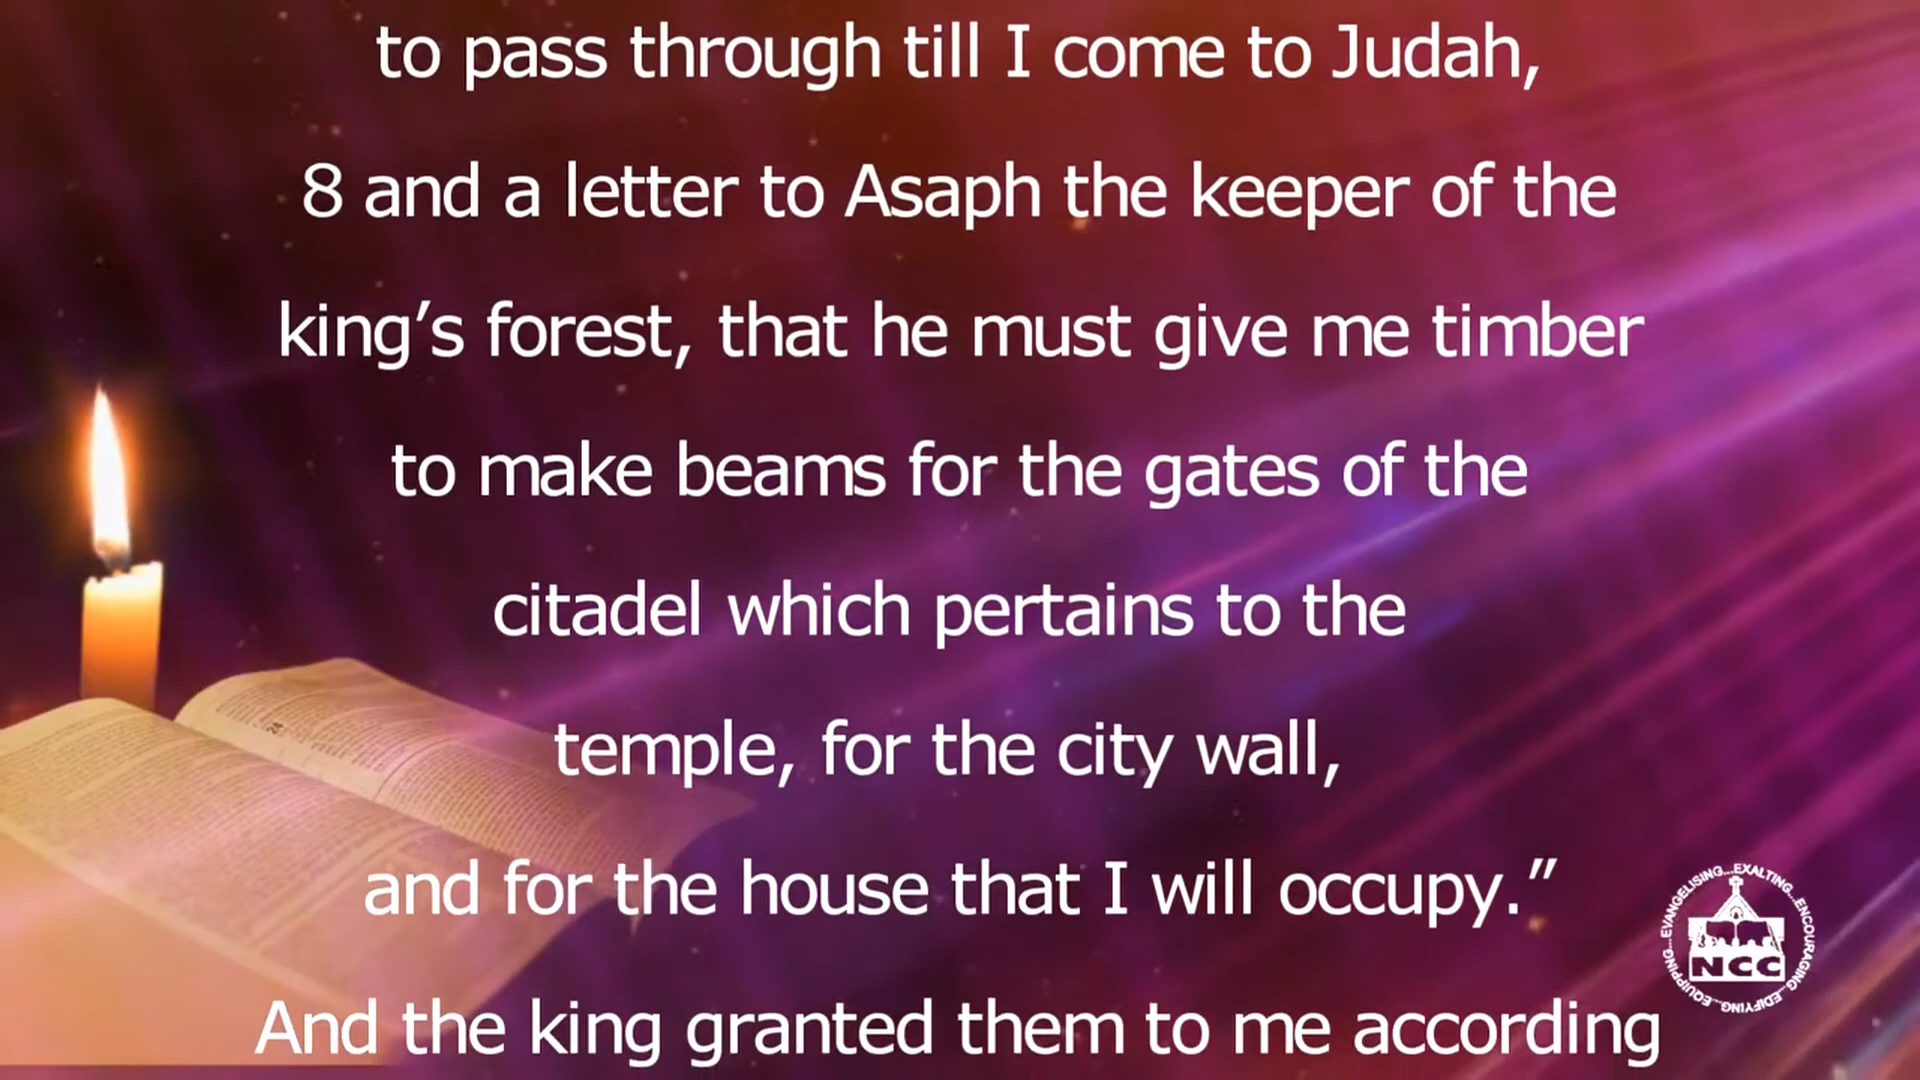 to pass through till I come to Judah,
8 and a letter to Asaph the keeper of the
king’s forest, that he must give me timber
to make beams for the gates of the
citadel which pertains to the
temple, for the city wall,
and for the house that I will occupy.”
And the king granted them to me according
EVANGELISING...EXALTING...ENCOURAGING...EDIFYING...EQUIPPING...
NCC